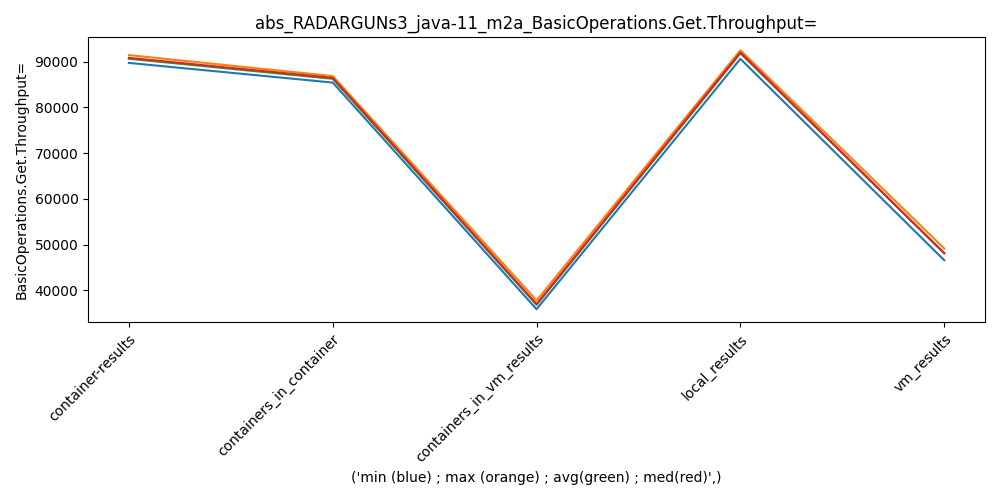 abs_RADARGUNs3_java-11_m2a_BasicOperations.Get.Throughput=
BasicOperations.Get.Throughput=
90000
80000
70000
60000
50000
40000
container-results
containers_in_container
containers_in_vm_results
local_results
vm_results
('min (blue) ; max (orange) ; avg(green) ; med(red)',)